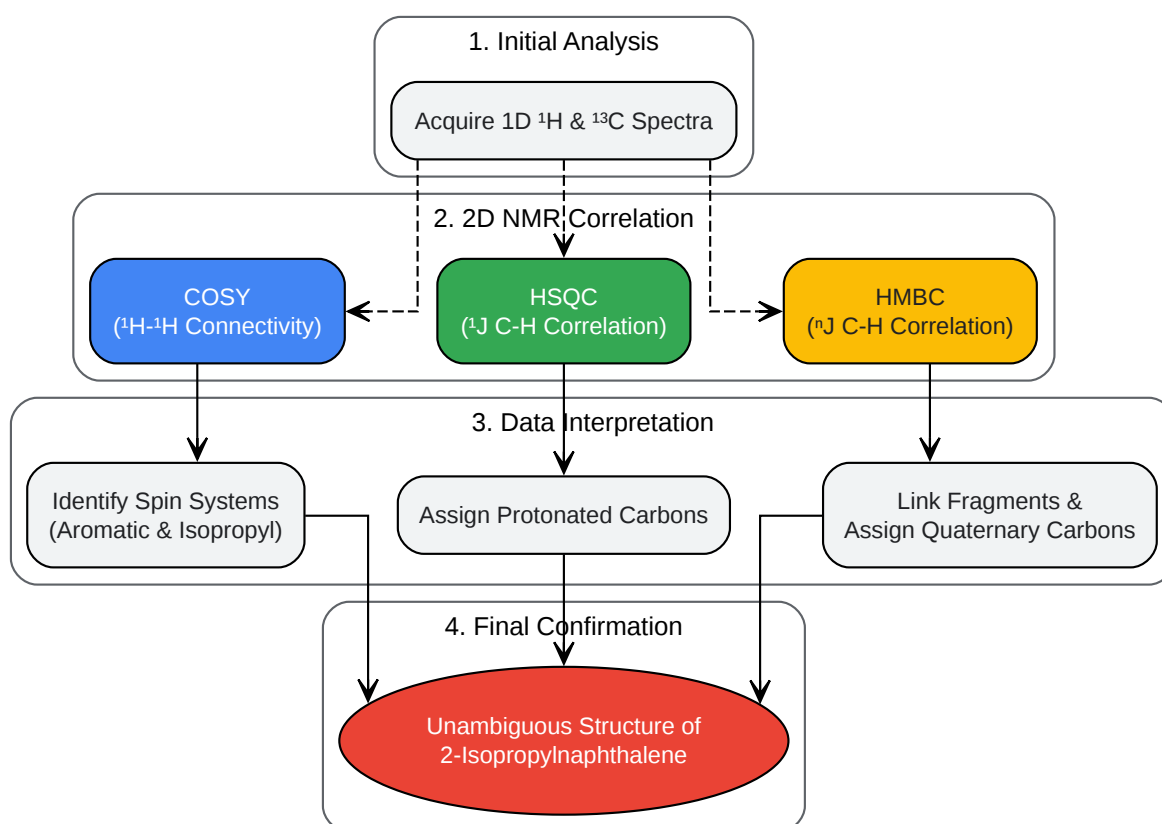 1. Initial Analysis
Acquire 1D ¹H & ¹³C Spectra
2. 2D NMR Correlation
COSY
(¹H-¹H Connectivity)
HSQC
(¹J C-H Correlation)
HMBC
(ⁿJ C-H Correlation)
3. Data Interpretation
Identify Spin Systems
(Aromatic & Isopropyl)
Assign Protonated Carbons
Link Fragments &
Assign Quaternary Carbons
4. Final Confirmation
Unambiguous Structure of
2-Isopropylnaphthalene